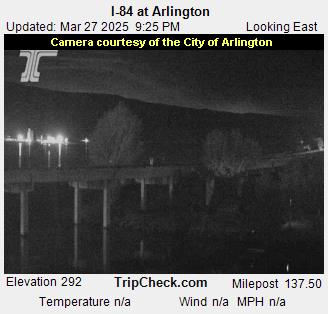 I-84 at Arlington
Updated: Mar 27 2025 9:25 PM Looking East
Camera courtesy of the City of Arlington
Elevation 292 TripCheck.com Milepost 137.50
Temperature n/a Wind n/a MPH n/a